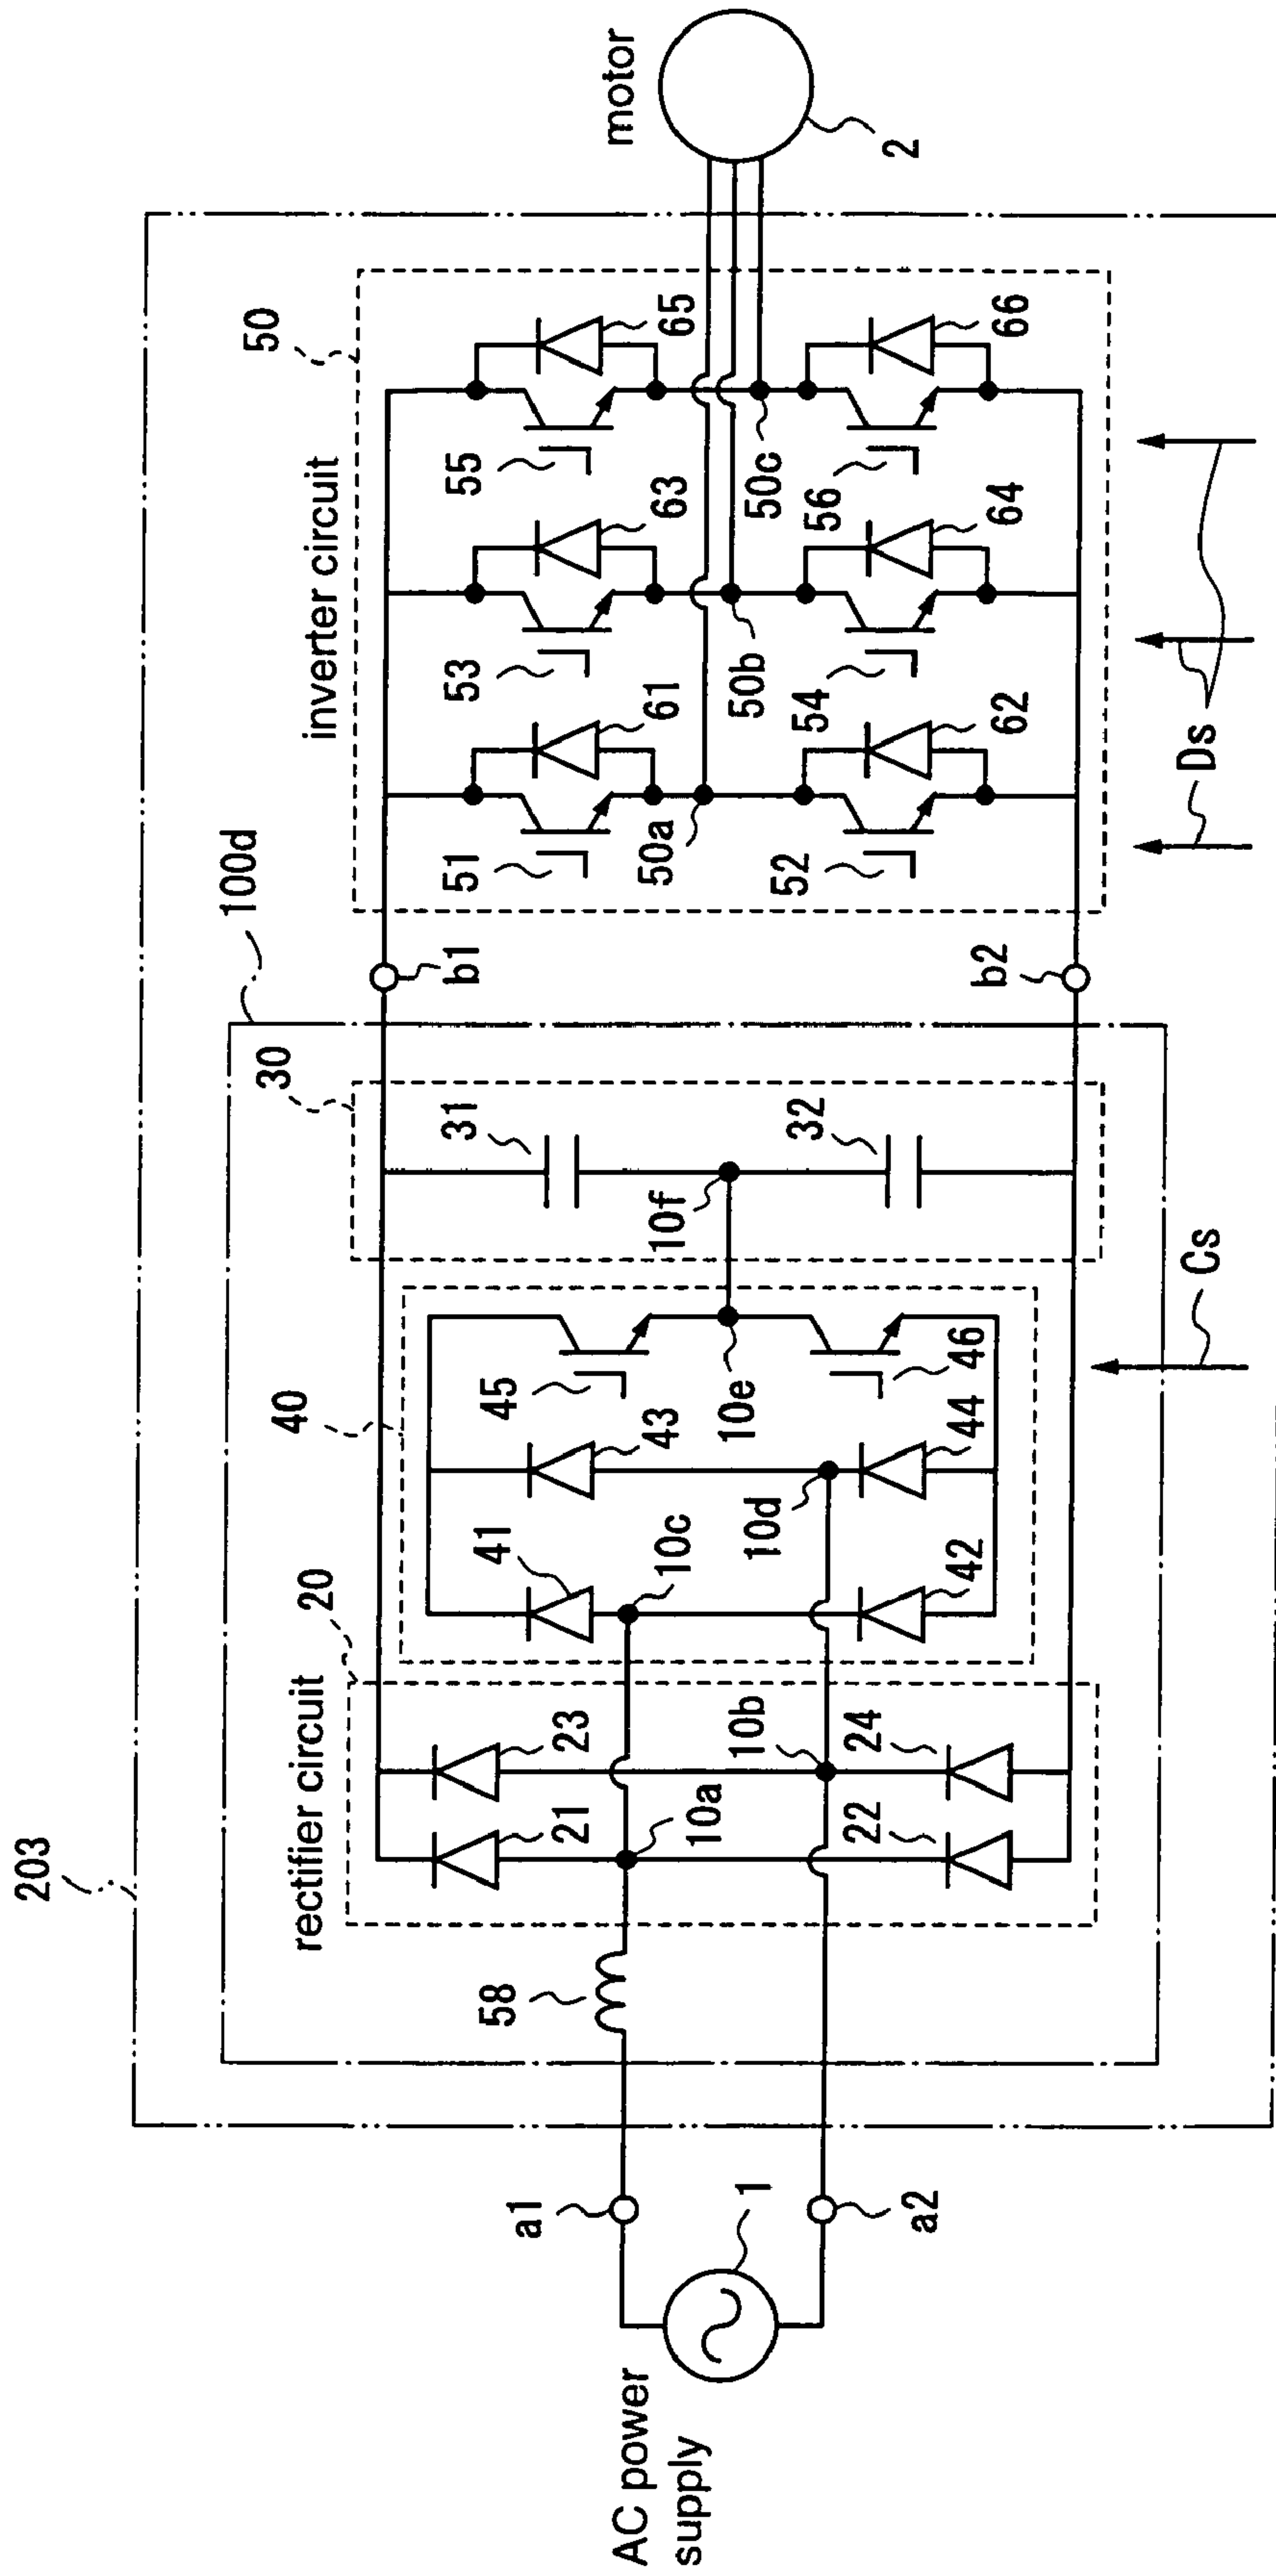 203
100d
rectifier circuit
20
40
30
inverter circuit
50
motor
2
AC power
supply
1
a1
a2
58
21
23
22
24
10a
10b
41
43
42
44
10c
10d
45
46
10e
10f
31
32
b1
b2
51
53
55
61
63
65
50a
50b
50c
52
54
56
62
64
66
Cs
Ds